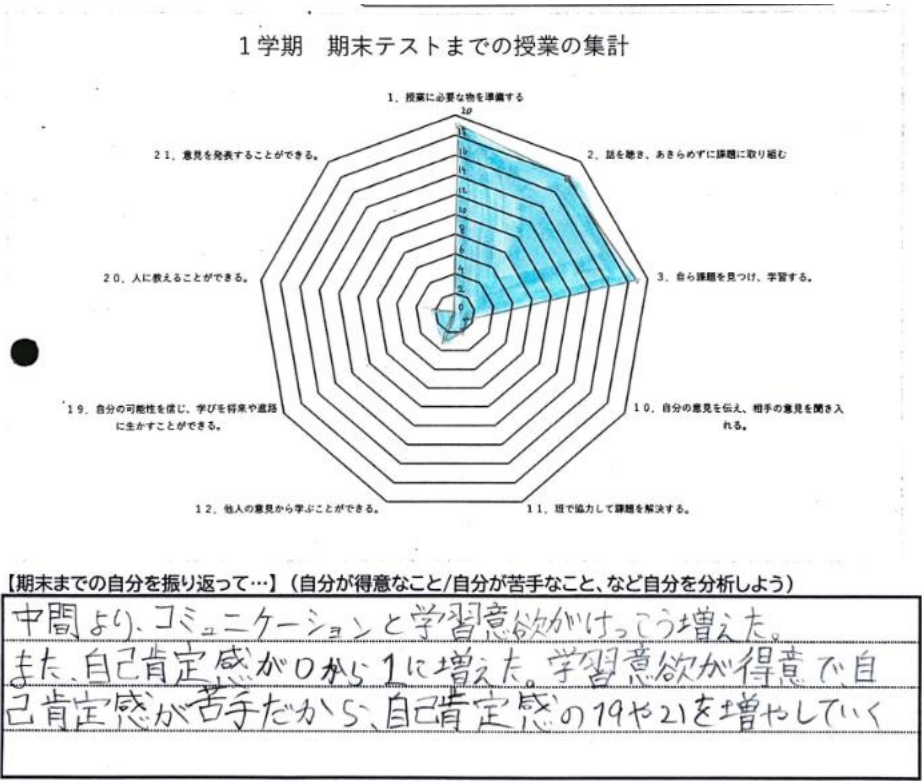 1学期 期末テストまでの授業の集計
1．授業に必要な物を準備する
20
18
16
14
12
10
8
6
4
2
0
21．意見を発表することができる。
2．話を聴き、あきらめずに課題に取り組む
20．人に教えることができる。
3．自ら課題を見つけ、学習する。
19．自分の可能性を信じ、学びを将来や進路
に生かすことができる。
10．自分の意見を伝え、相手の意見を聞き入
れる。
12．他人の意見から学ぶことができる。
11．班で協力して課題を解決する。
【期末までの自分を振り返って…】（自分が得意なこと/自分が苦手なこと、など自分を分析しよう）
中間より、コミュニケーションと学習意欲がけっこう増えた。
また、自己肯定感が0から1に増えた。学習意欲が得意で自
己肯定感が苦手だから、自己肯定感の19や21を増やしていく